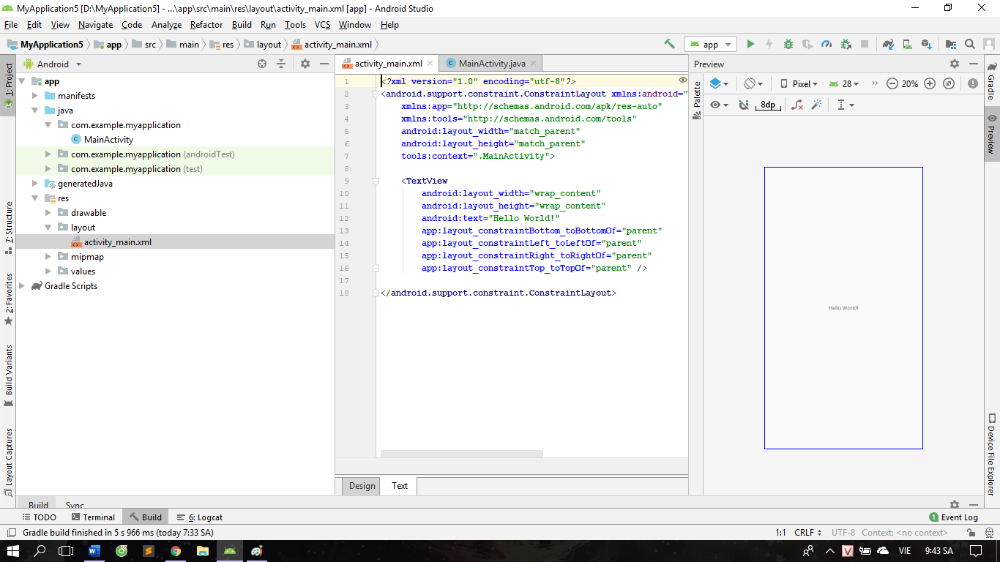 MyApplication5 [D:\MyApplication5] - ...\app\src\main\res\layout\activity_main.xml [app] - Android Studio
File Edit View Navigate Code Analyze Refactor Build Run Tools VCS Window Help
MyApplication5 app src main res layout activity_main.xml
app
1: Project
Z: Structure
2: Favorites
Build Variants
Layout Captures
Android
app
manifests
java
com.example.myapplication
MainActivity
com.example.myapplication (androidTest)
com.example.myapplication (test)
generatedJava
res
drawable
layout
activity_main.xml
mipmap
values
Gradle Scripts
activity_main.xml MainActivity.java
1 <?xml version="1.0" encoding="utf-8"?>
2 <android.support.constraint.ConstraintLayout xmlns:android="
3 xmlns:app="http://schemas.android.com/apk/res-auto"
4 xmlns:tools="http://schemas.android.com/tools"
5 android:layout_width="match_parent"
6 android:layout_height="match_parent"
7 tools:context=".MainActivity">
8
9 <TextView
10 android:layout_width="wrap_content"
11 android:layout_height="wrap_content"
12 android:text="Hello World!"
13 app:layout_constraintBottom_toBottomOf="parent"
14 app:layout_constraintLeft_toLeftOf="parent"
15 app:layout_constraintRight_toRightOf="parent"
16 app:layout_constraintTop_toTopOf="parent" />
17
18 </android.support.constraint.ConstraintLayout>
Design Text
Preview
Palette
Pixel 28 20%
8dp
Hello World!
Gradle
Preview
Device File Explorer
Build Sync
TODO Terminal Build 6: Logcat Event Log
1
Gradle build finished in 5 s 966 ms (today 7:33 SA) 1:1 CRLF UTF-8 Context: <no context>
VIE 9:43 SA